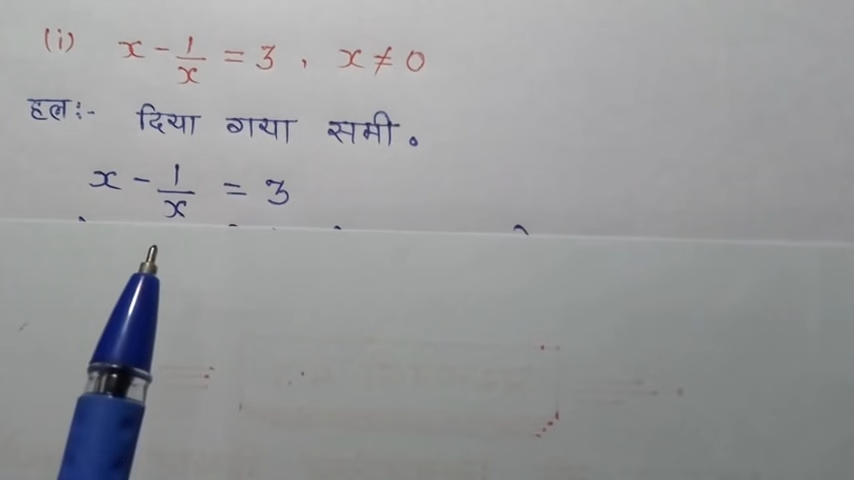 (i) x - 1/x = 3, x ≠ 0
हल:- दिया गया समी.
x - 1/x = 3